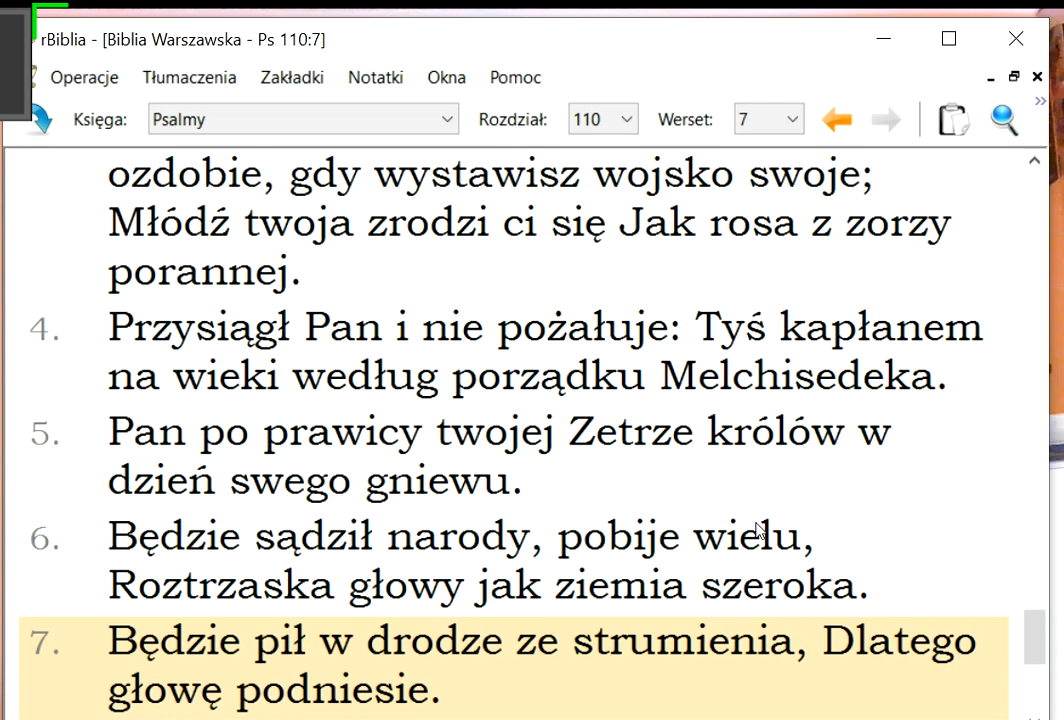 rBiblia - [Biblia Warszawska - Ps 110:7]
Operacje Tłumaczenia Zakładki Notatki Okna Pomoc
Księga: Psalmy Rozdział: 110 Werset: 7
ozdobie, gdy wystawisz wojsko swoje;
Młódź twoja zrodzi ci się Jak rosa z zorzy
porannej.
4. Przysiągł Pan i nie pożałuje: Tyś kapłanem
na wieki według porządku Melchisedeka.
5. Pan po prawicy twojej Zetrze królów w
dzień swego gniewu.
6. Będzie sądził narody, pobije wielu,
Roztrzaska głowy jak ziemia szeroka.
7. Będzie pił w drodze ze strumienia, Dlatego
głowę podniesie.